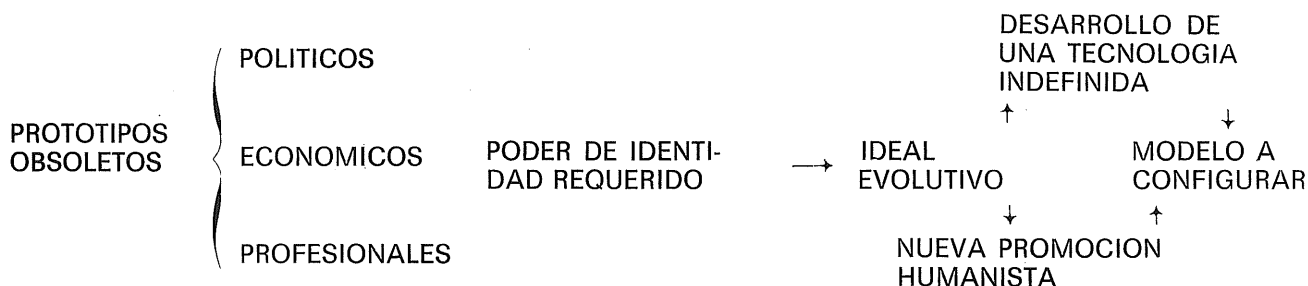 PROTOTIPOS
OBSOLETOS
POLITICOS
ECONOMICOS
PROFESIONALES
PODER DE IDENTI-
DAD REQUERIDO
→ IDEAL
EVOLUTIVO
DESARROLLO DE
UNA TECNOLOGIA
INDEFINIDA
↑ ↓
MODELO A
CONFIGURAR
↓ ↑
NUEVA PROMOCION
HUMANISTA